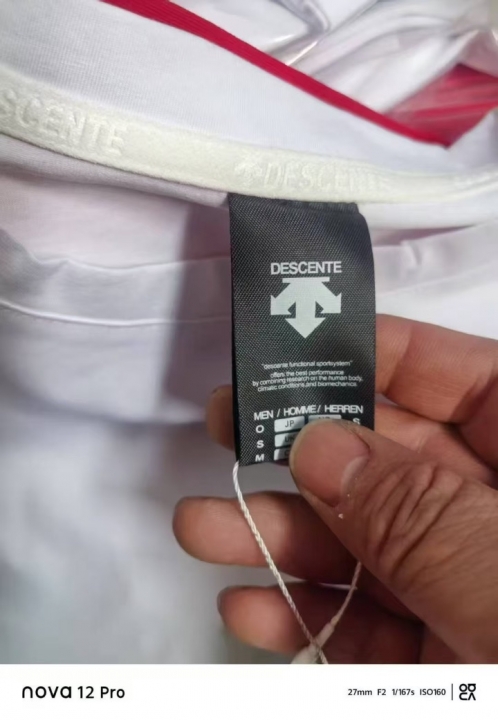 SCENTE
DESCENTE
DESCENTE
"descente functional sportsystem"
offers the best performance
by combining research on the human body,
climatic conditions, and biomechanics.
MEN / HOMME / HERREN
O JP S
S
M
nova 12 Pro
27mm F2 1/167s ISO160